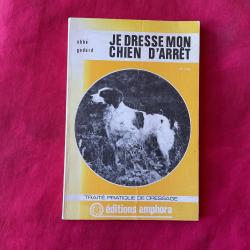 abbé
godard
JE DRESSE MON
CHIEN D'ARRÊT
TRAITÉ PRATIQUE DE DRESSAGE
éditions amphora